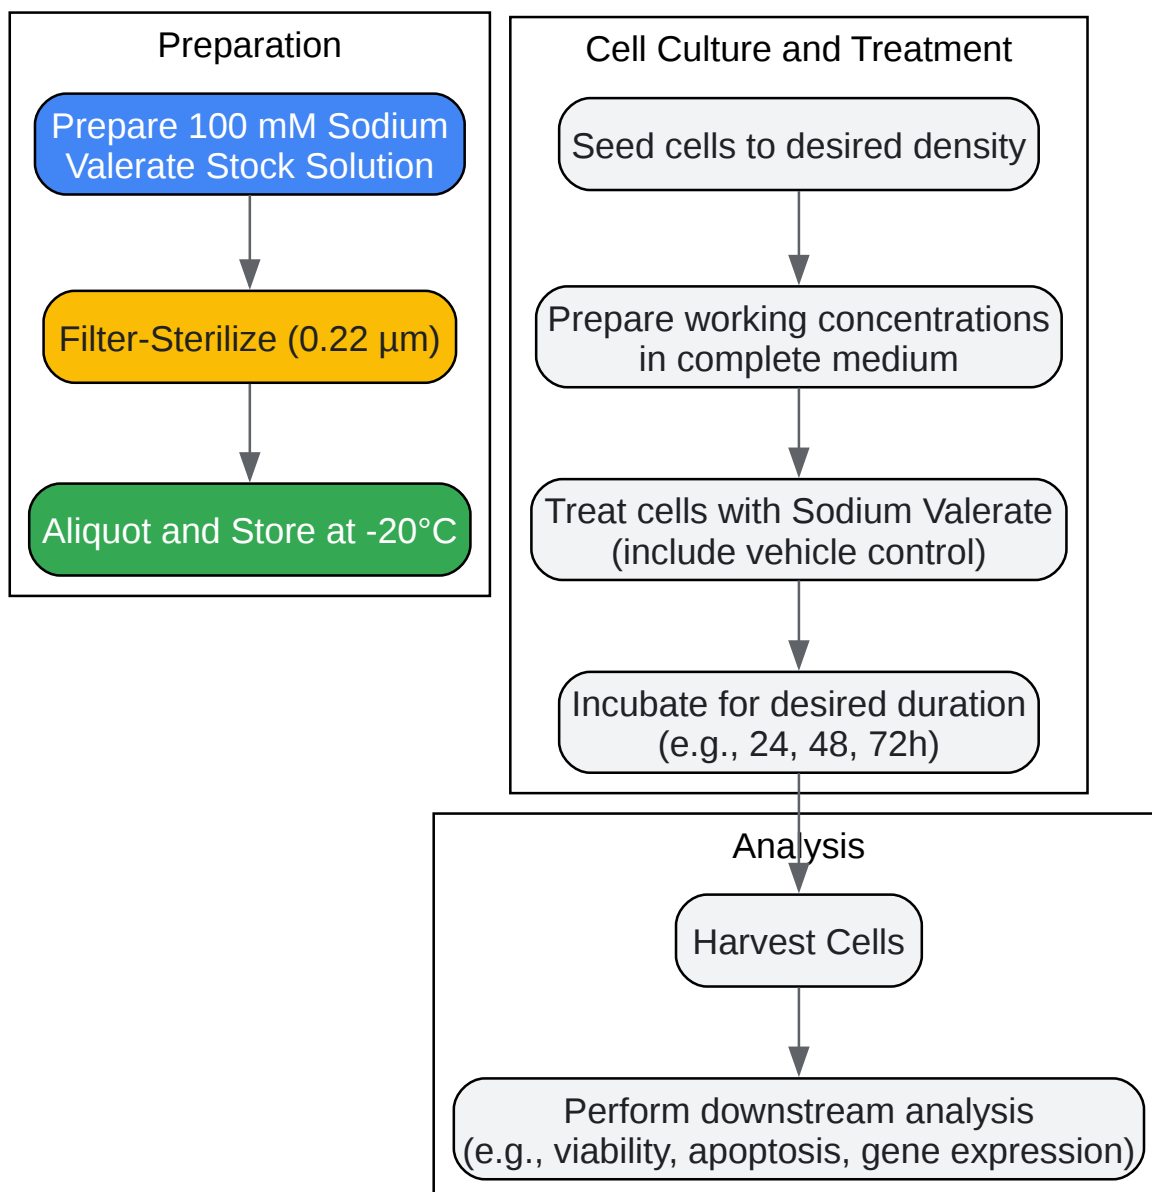 Preparation
Prepare 100 mM Sodium
Valerate Stock Solution
Filter-Sterilize (0.22 µm)
Aliquot and Store at -20°C
Cell Culture and Treatment
Seed cells to desired density
Prepare working concentrations
in complete medium
Treat cells with Sodium Valerate
(include vehicle control)
Incubate for desired duration
(e.g., 24, 48, 72h)
Analysis
Harvest Cells
Perform downstream analysis
(e.g., viability, apoptosis, gene expression)